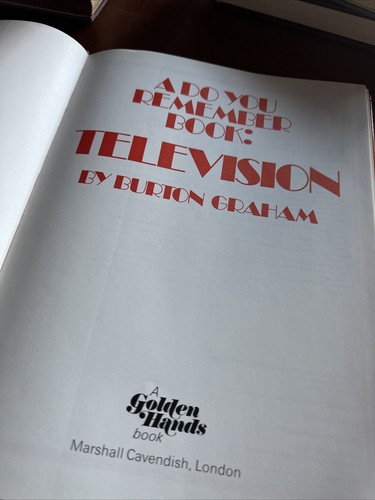 A DO YOU
REMEMBER
BOOK:
TELEVISION
BY BURTON GRAHAM
A
Golden
Hands
book
Marshall Cavendish, London